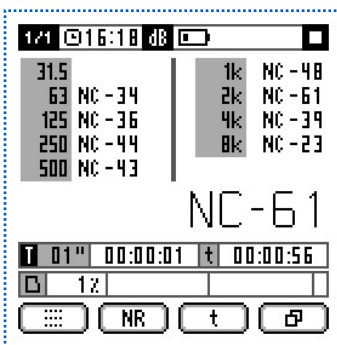 1/1 16:18 dB
31.5
63 NC-34
125 NC-36
250 NC-44
500 NC-43
1k NC-48
2k NC-61
4k NC-39
8k NC-23
NC-61
T 01" 00:00:01 t 00:00:56
1%
NR t